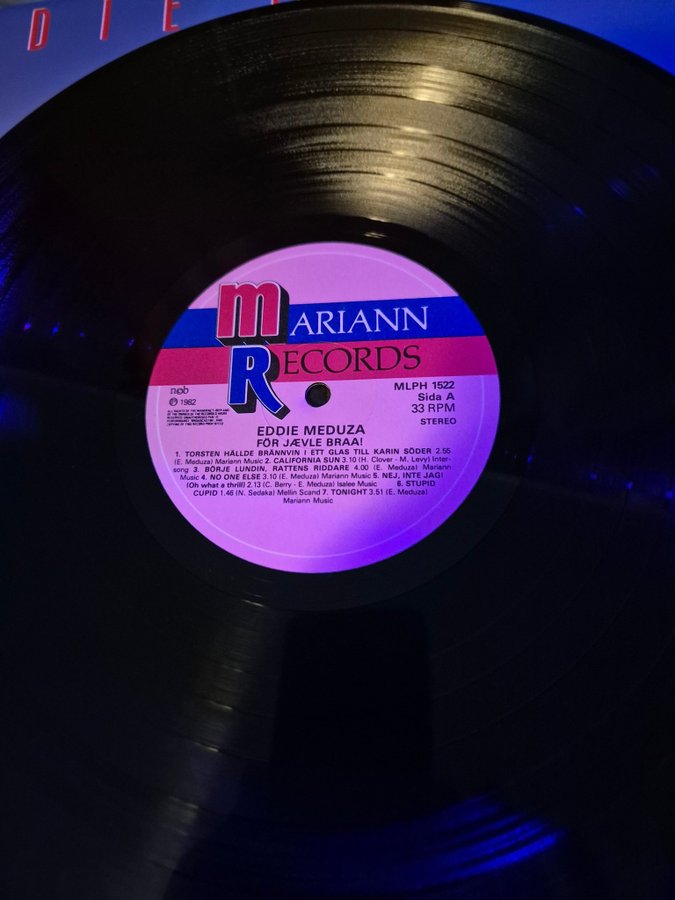 DIE
MARIANN
RECORDS
MLPH 1522
ncb
Ⓟ 1982
Sida A
33 RPM
STEREO
EDDIE MEDUZA
FÖR JÆVLE BRAA!
1. TORSTEN HÄLLDE BRÄNNVIN I ETT GLAS TILL KARIN SÖDER 2.55
(E. Meduza) Mariann Music 2. CALIFORNIA SUN 3.10 (H. Clover - M. Levy) Inter-
song 3. BÖRJE LUNDIN, RATTENS RIDDARE 4.00 (E. Meduza) Mariann
Music 4. NO ONE ELSE 3.10 (E. Meduza) Mariann Music 5. NEJ, INTE JAG!
(Oh what a thrill) 2.13 (C. Berry - E. Meduza) Isalee Music 6. STUPID
CUPID 1.46 (N. Sedaka) Mellin Scand 7. TONIGHT 3.51 (E. Meduza)
Mariann Music